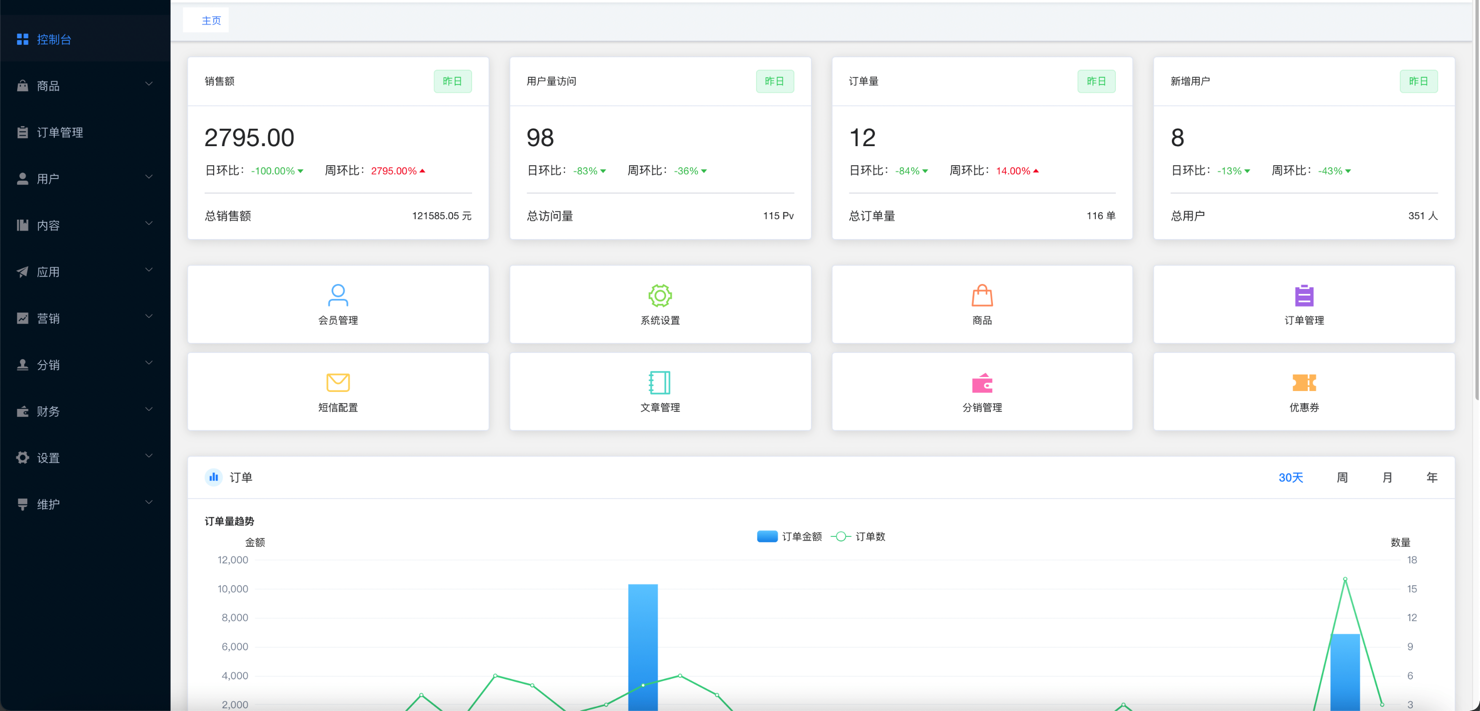 主页
控制台
商品
订单管理
用户
内容
应用
营销
分销
财务
设置
维护
销售额 昨日
2795.00
日环比: -100.00% 周环比: 2795.00%
总销售额 121585.05 元
用户量访问 昨日
98
日环比: -83% 周环比: -36%
总访问量 115 Pv
订单量 昨日
12
日环比: -84% 周环比: 14.00%
总订单量 116 单
新增用户 昨日
8
日环比: -13% 周环比: -43%
总用户 351 人
会员管理
系统设置
商品
订单管理
短信配置
文章管理
分销管理
优惠券
订单 30天 周 月 年
订单量趋势
订单金额 订单数
金额 数量
12,000 18
10,000 15
8,000 12
6,000 9
4,000 6
2,000 3